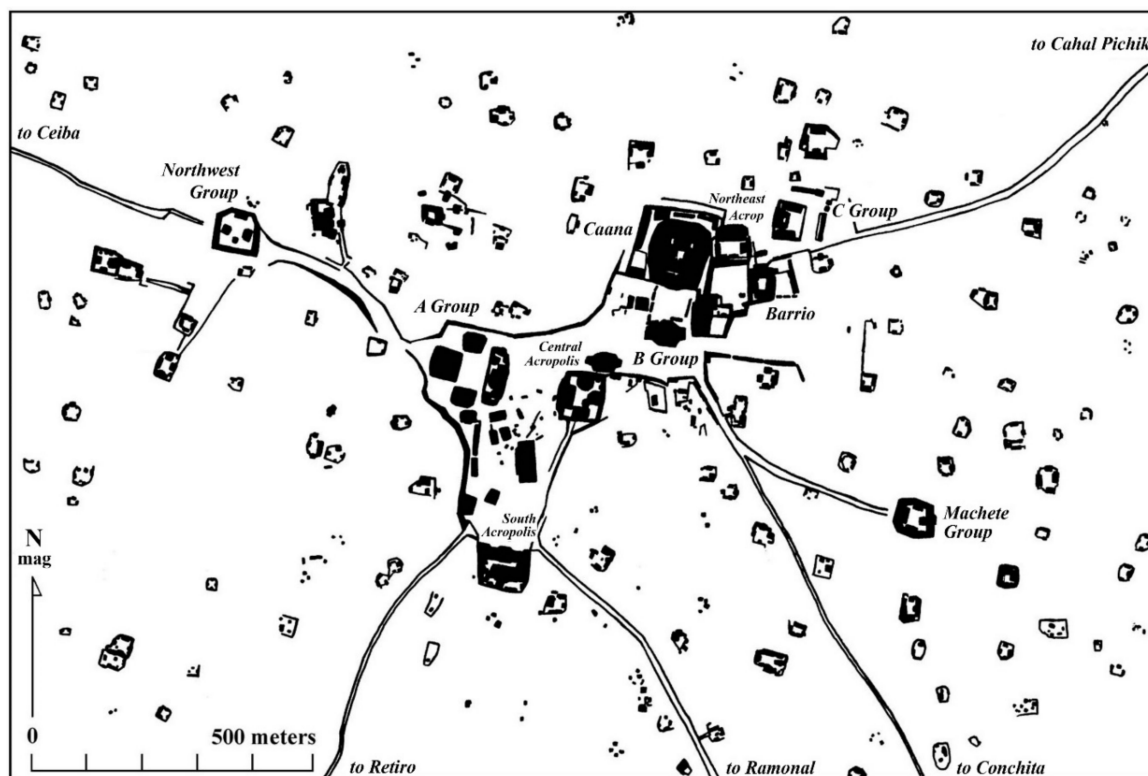 to Cahal Pichik
to Ceiba
Northwest
Group
Northeast
Acrop
C Group
Caana
A Group
Barrio
Central
Acropolis
B Group
South
Acropolis
Machete
Group
N
mag
0
500 meters
to Retiro
to Ramonal
to Conchita